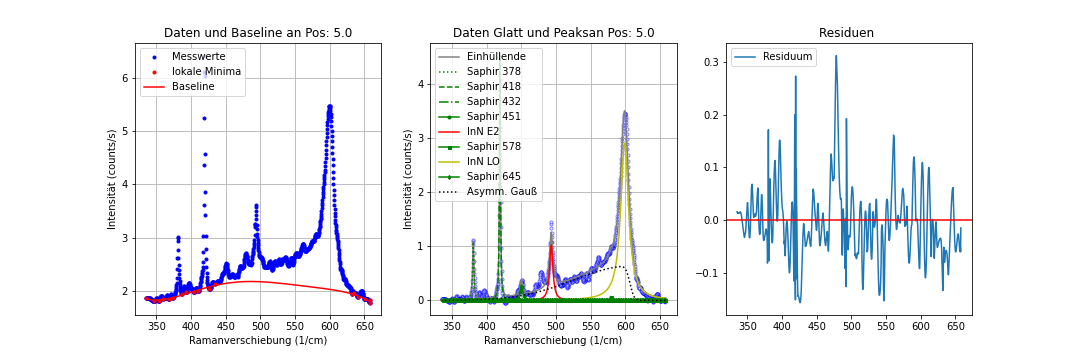 Daten und Baseline an Pos: 5.0
Messwerte
lokale Minima
Baseline
Intensität (counts/s)
6
5
4
3
2
350
400
450
500
550
600
650
Ramanverschiebung (1/cm)
Daten Glatt und Peaksan Pos: 5.0
Einhüllende
Saphir 378
Saphir 418
Saphir 432
Saphir 451
InN E2
Saphir 578
InN LO
Saphir 645
Asymm. Gauß
Intensität (counts/s)
4
3
2
1
0
350
400
450
500
550
600
650
Ramanverschiebung (1/cm)
Residuen
Residuum
0.3
0.2
0.1
0.0
−0.1
350
400
450
500
550
600
650